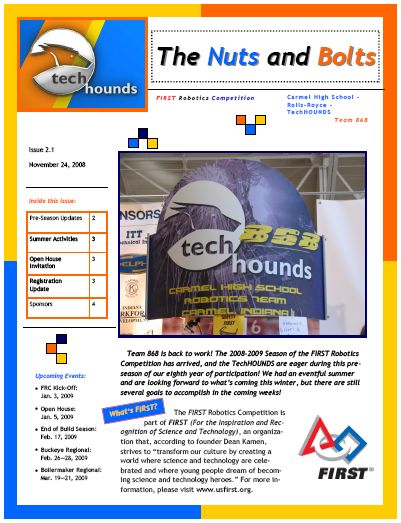 tech
hounds
The Nuts and Bolts
FIRST Robotics Competition
Carmel High School –
Rolls-Royce –
TechHOUNDS
Team 868
Issue 2.1
November 24, 2008
Inside this issue:
Pre-Season Updates 2
Summer Activities 3
Open House Invitation 3
Registration Update 3
Sponsors 4
NSORS
ITT
ELPH
INDIANA
tech
868
hounds
CARMEL HIGH SCHOOL
ROBOTICS TEAM
CARMEL, INDIANA
SAFETY
FIRST
Upcoming Events:
• FRC Kick-Off:
Jan. 3, 2009
• Open House:
Jan. 5, 2009
• End of Build Season:
Feb. 17, 2009
• Buckeye Regional:
Feb. 26—28, 2009
• Boilermaker Regional:
Mar. 19—21, 2009
Team 868 is back to work! The 2008-2009 Season of the FIRST Robotics
Competition has arrived, and the TechHOUNDS are eager during this pre-
season of our eighth year of participation! We had an eventful summer
and are looking forward to what's coming this winter, but there are still
several goals to accomplish in the coming weeks!
What's FIRST?
The FIRST Robotics Competition is
part of FIRST (For the Inspiration and Rec-
ognition of Science and Technology), an organiza-
tion that, according to founder Dean Kamen,
strives to "transform our culture by creating a
world where science and technology are cele-
brated and where young people dream of becom-
ing science and technology heroes." For more in-
formation, please visit www.usfirst.org.
FIRST®